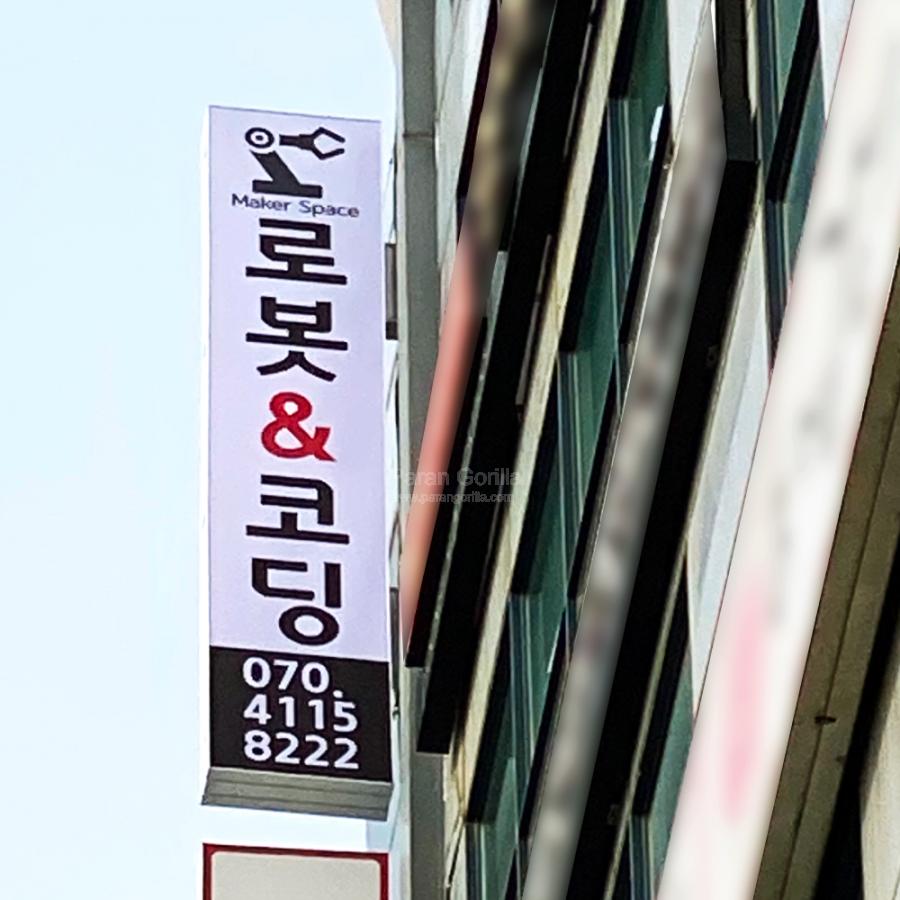 Maker Space
로봇&코딩
070.
4115
8222
Paran Gorilla
www.parangorilla.com